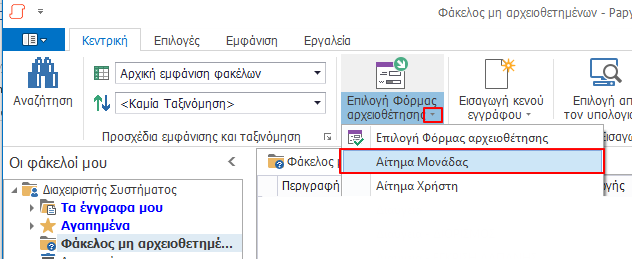 Φάκελος μη αρχειοθετημένων - Papy
Κεντρική Επιλογές Εμφάνιση Εργαλεία
Αναζήτηση
Αρχική εμφάνιση φακέλων
<Καμία Ταξινόμηση>
Προσχέδια εμφάνισης και ταξινόμηση
Επιλογή Φόρμας
αρχειοθέτησης
Εισαγωγή κενού
εγγράφου
Επιλογή απ
τον υπολογι
Επιλογή Φόρμας αρχειοθέτησης
Αίτημα Μονάδας
Αίτημα Χρήστη
Οι φάκελοί μου
Διαχειριστής Συστήματος
Τα έγγραφα μου
Αγαπημένα
Φάκελος μη αρχειοθετημέ...
Φάκελος
Περιγραφή